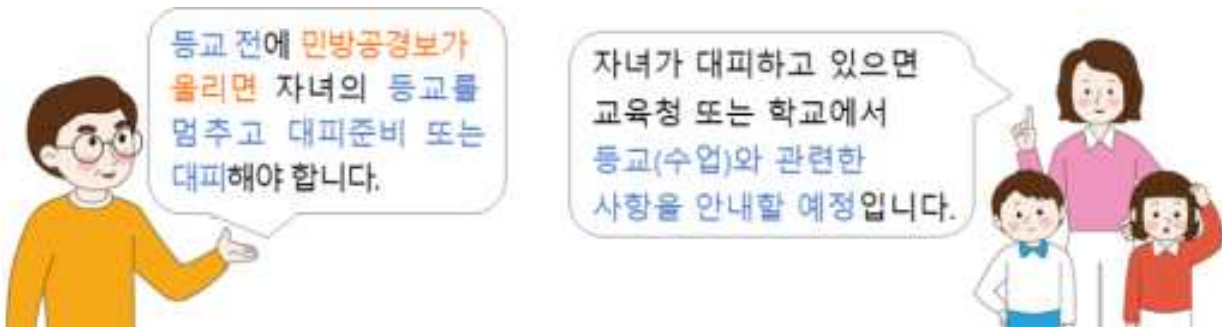 등교 전에 민방공경보가
울리면 자녀의 등교를
멈추고 대피준비 또는
대피해야 합니다.
자녀가 대피하고 있으면
교육청 또는 학교에서
등교(수업)와 관련한
사항을 안내할 예정입니다.